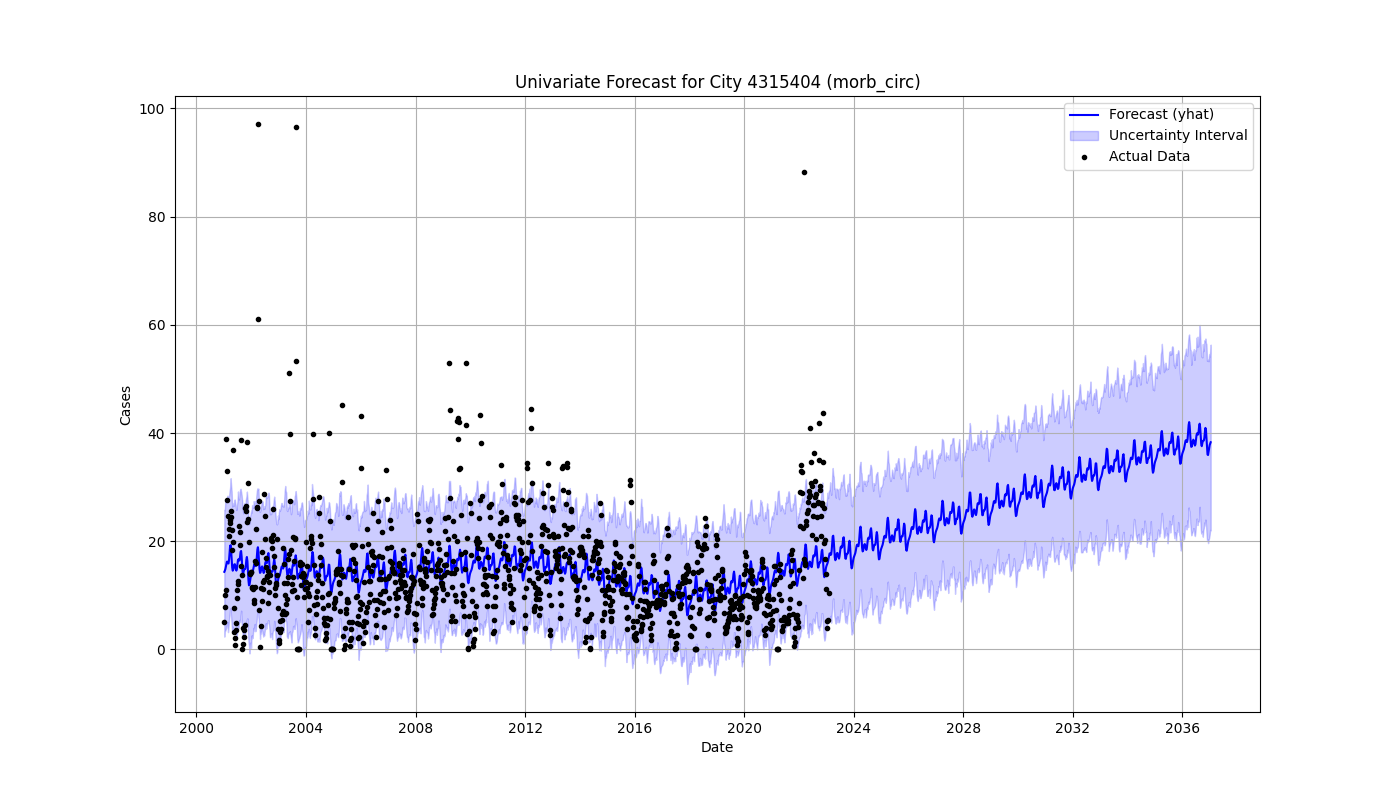 Univariate Forecast for City 4315404 (morb_circ)
Forecast (yhat)
Uncertainty Interval
Actual Data
Cases
100
80
60
40
20
0
2000 2004 2008 2012 2016 2020 2024 2028 2032 2036
Date